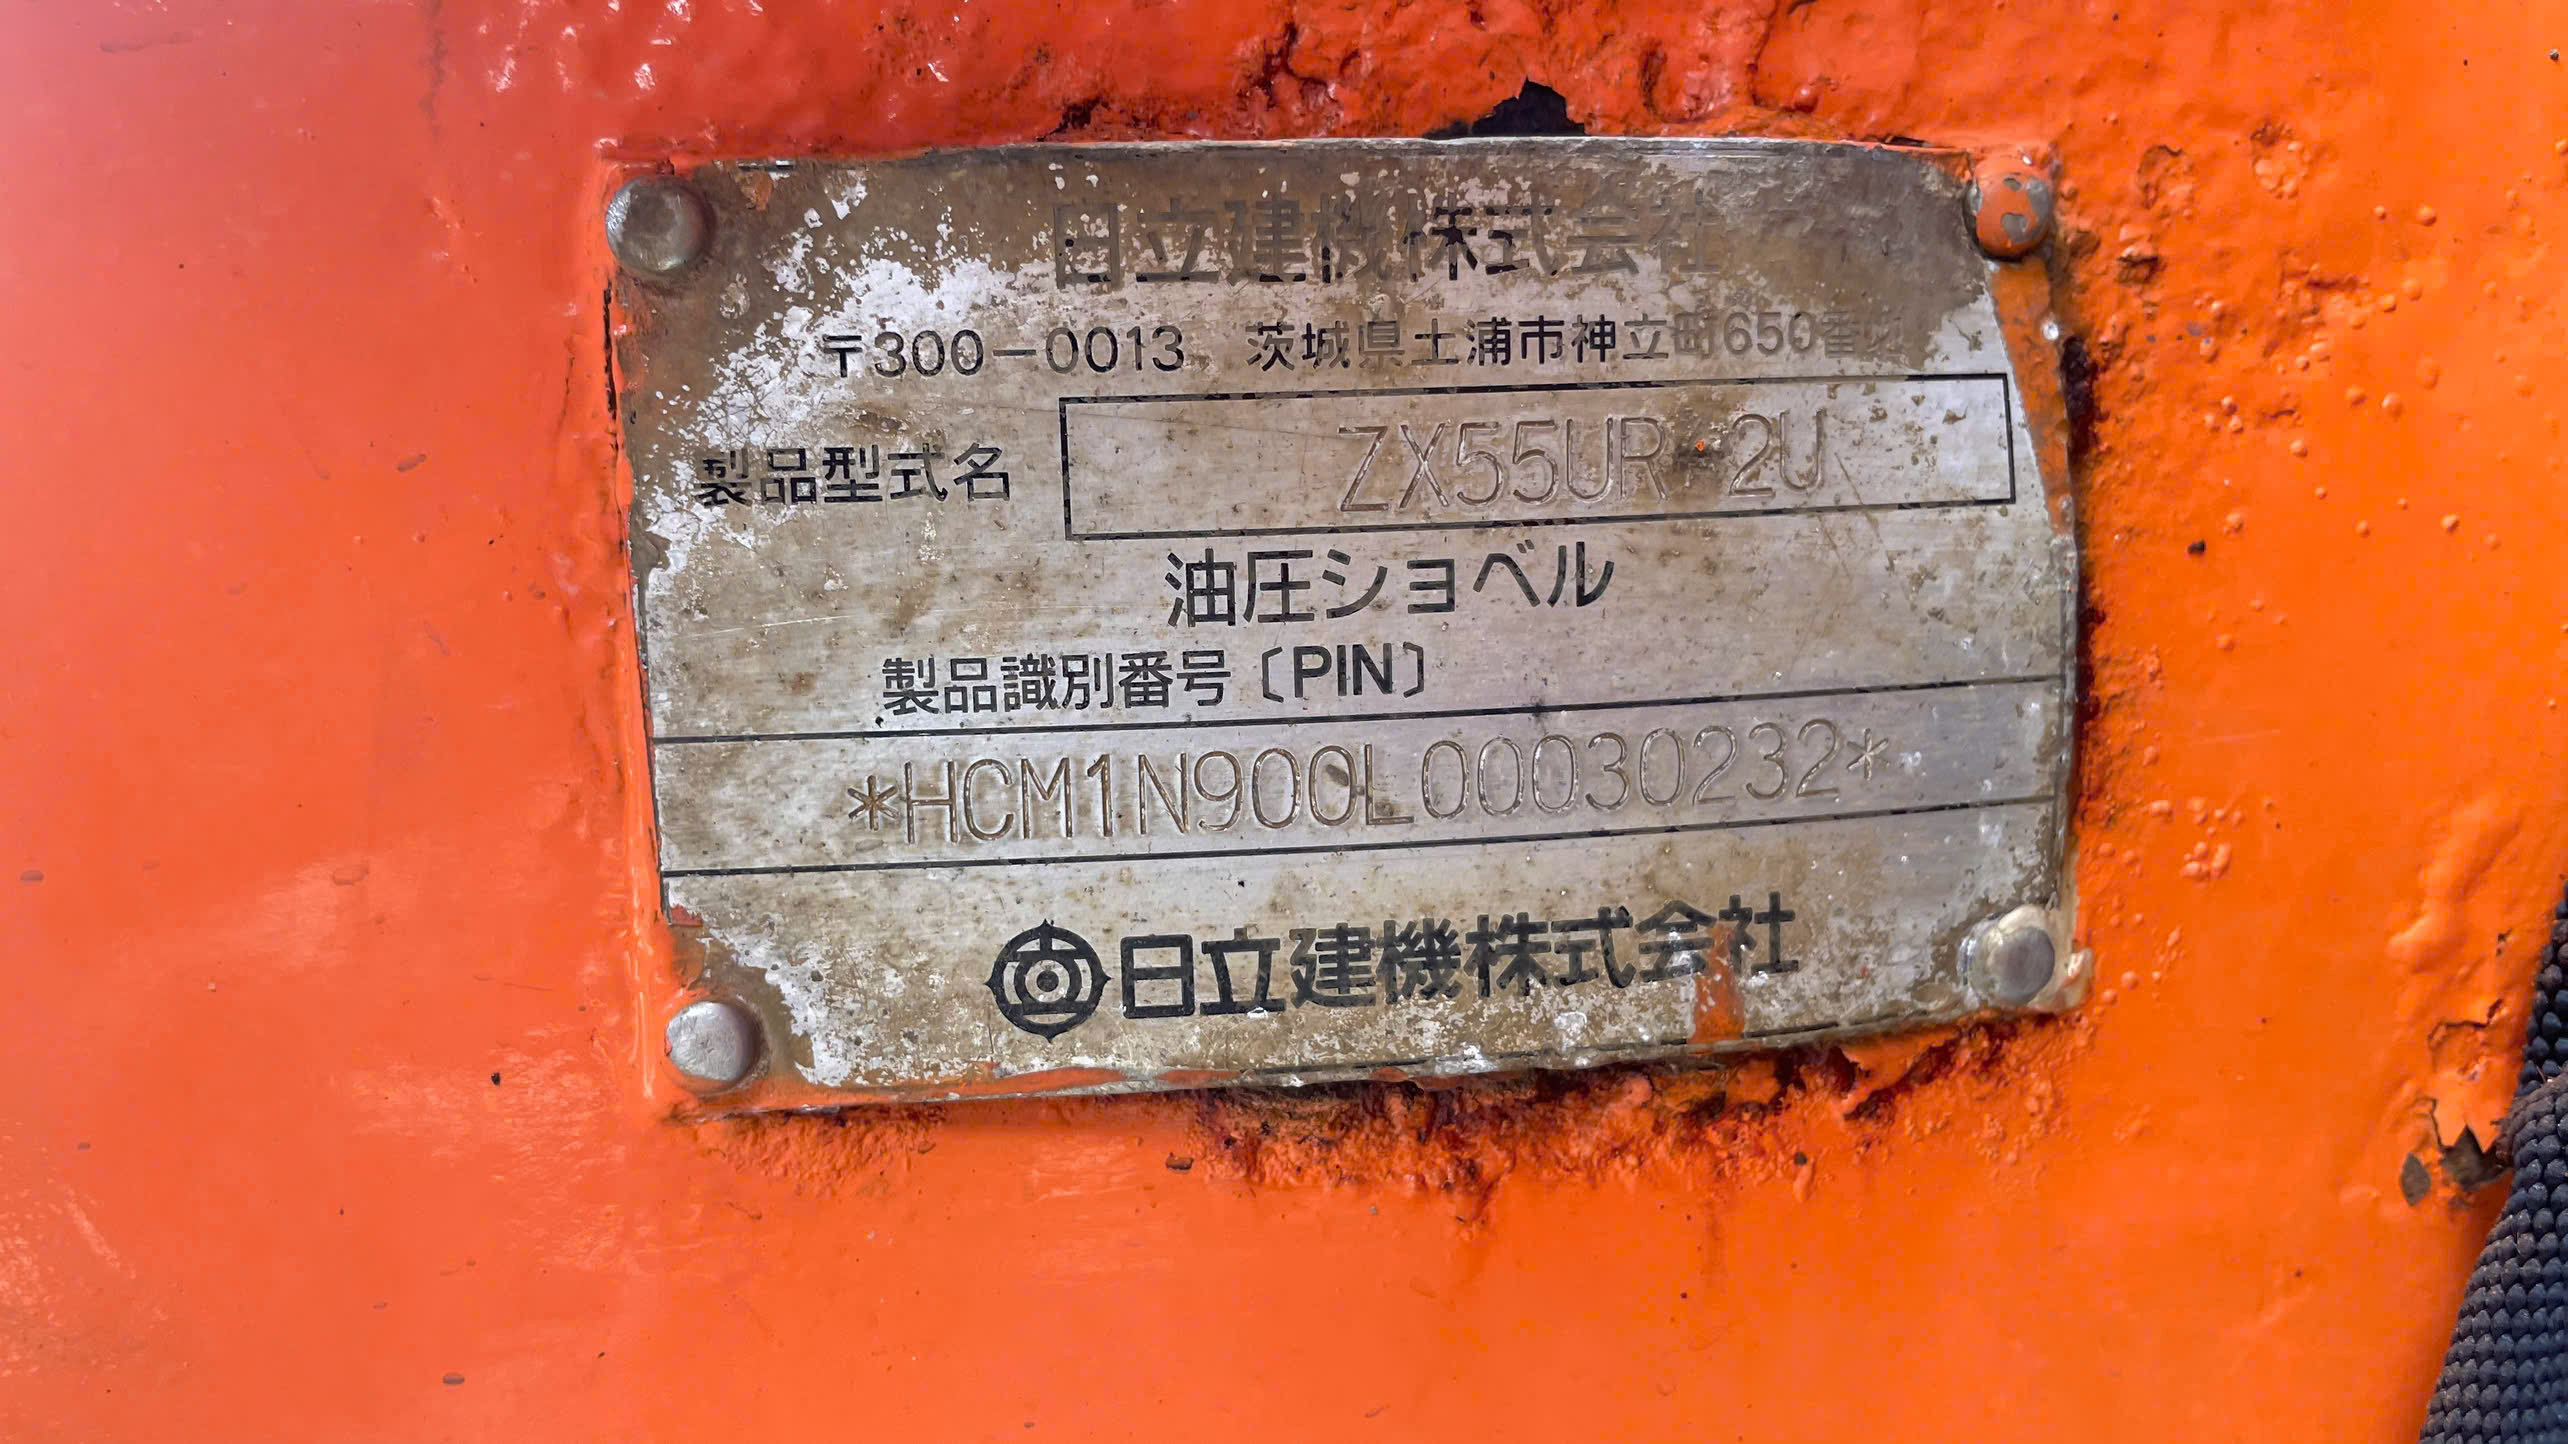 日立建機株式会社
〒300-0013 茨城県土浦市神立町650番
製品型式名 ZX55UR-2U
油圧ショベル
製品識別番号〔PIN〕
*HCM1N900L00030232*
日立建機株式会社